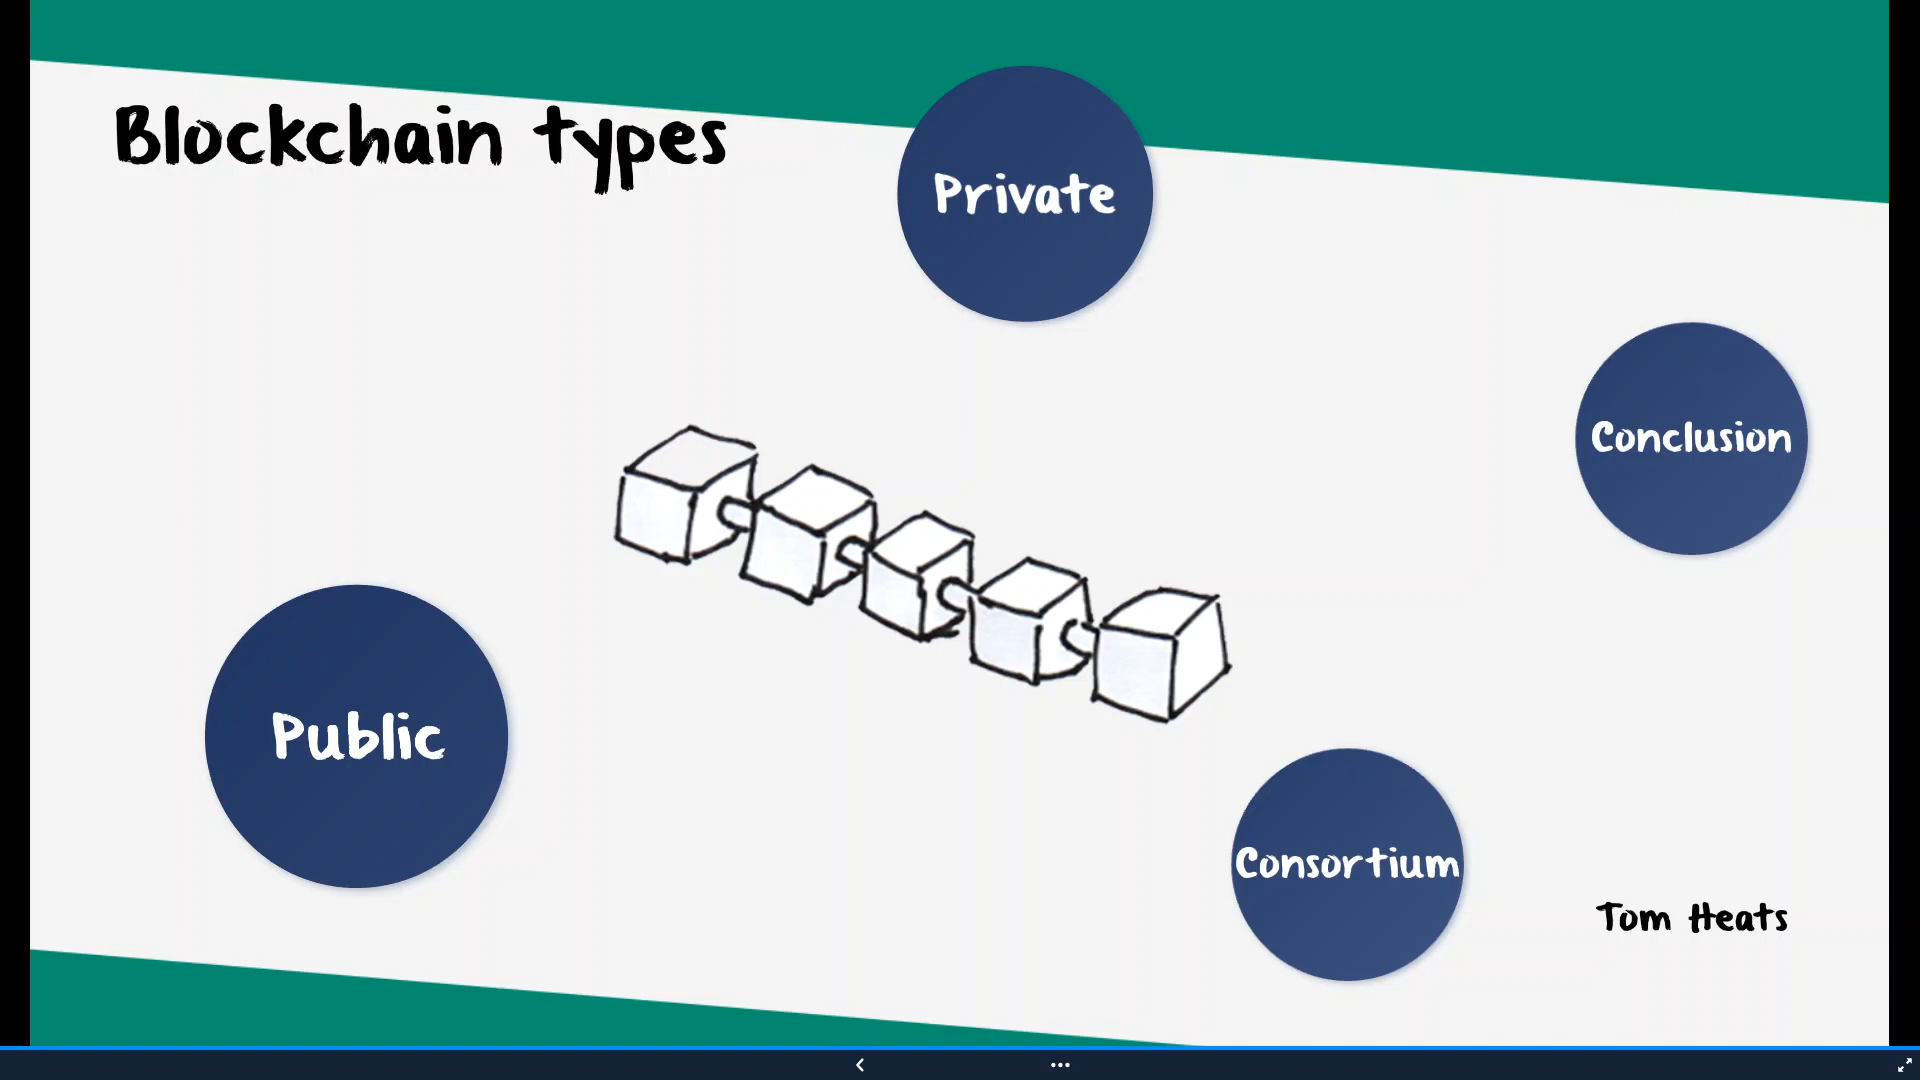 Blockchain types
Private
Conclusion
Public
Consortium
Tom Heats